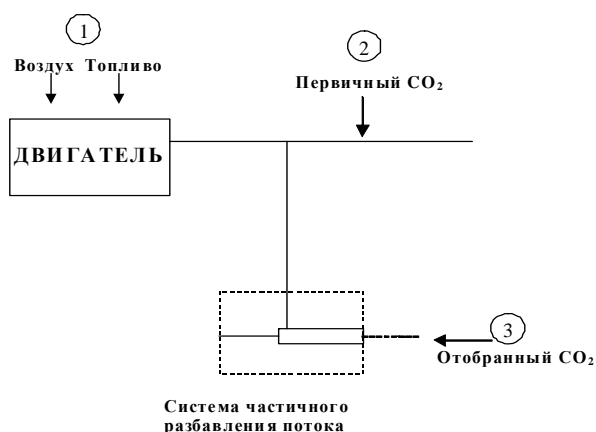 1
2
Воздух Топливо
Первичный CO₂
ДВИГАТЕЛЬ
3
Отобранный CO₂
Система частичного
разбавления потока